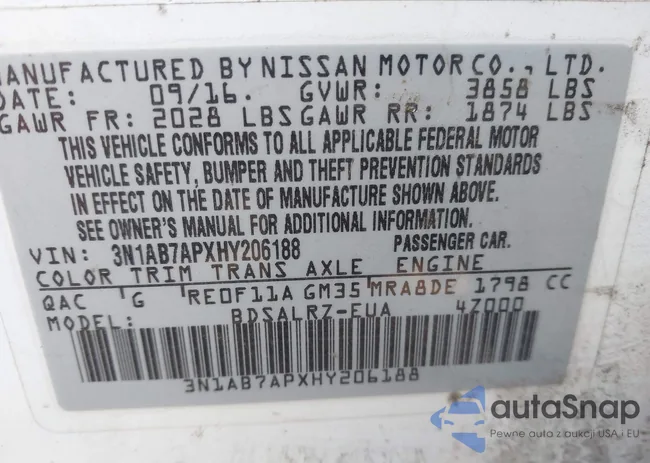 MANUFACTURED BY NISSAN MOTOR CO., LTD.
DATE: 09/16. GVWR: 3858 LBS
GAWR FR: 2028 LBS GAWR RR: 1874 LBS
THIS VEHICLE CONFORMS TO ALL APPLICABLE FEDERAL MOTOR
VEHICLE SAFETY, BUMPER AND THEFT PREVENTION STANDARDS
IN EFFECT ON THE DATE OF MANUFACTURE SHOWN ABOVE.
SEE OWNER'S MANUAL FOR ADDITIONAL INFORMATION.
VIN: 3N1AB7APXHY206188 PASSENGER CAR.
COLOR TRIM TRANS AXLE ENGINE
QAC G RE0F11A GM35 MRA8DE 1798 CC
MODEL: BDSALRZ-EUA 4Z000
3N1AB7APXHY206188
autaSnap
Pewne auta z aukcji USA i EU